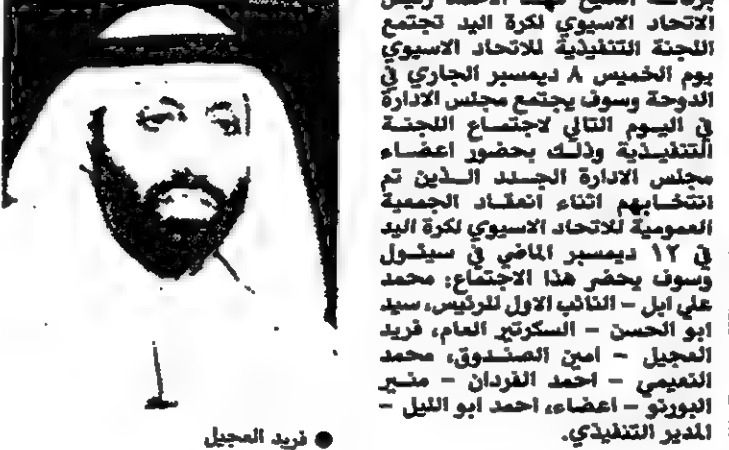 الاتحاد الاسيوي لكرة اليد تجتمع
اللجنة التنفيذية للاتحاد الاسيوي
يوم الخميس ٨ ديسمبر الجاري في
الدوحة وسوف يجتمع مجلس الادارة
في اليوم التالي لاجتماع اللجنة
التنفيذية وذلك بحضور اعضاء
مجلس الادارة الجدد الذين تم
انتخابهم اثناء انعقاد الجمعية
العمومية للاتحاد الاسيوي لكرة اليد
في ١٢ ديسمبر الماضي في سيئول
وسوف يحضر هذا الاجتماع: محمد
علي ابل – النائب الاول للرئيس، سيد
ابو الحسن – السكرتير العام، فريد
العجيل – امين الصندوق، محمد
النعيمي – احمد الفردان – منير
البورنو – اعضاء، احمد ابو الليل –
المدير التنفيذي.
● فريد العجيل